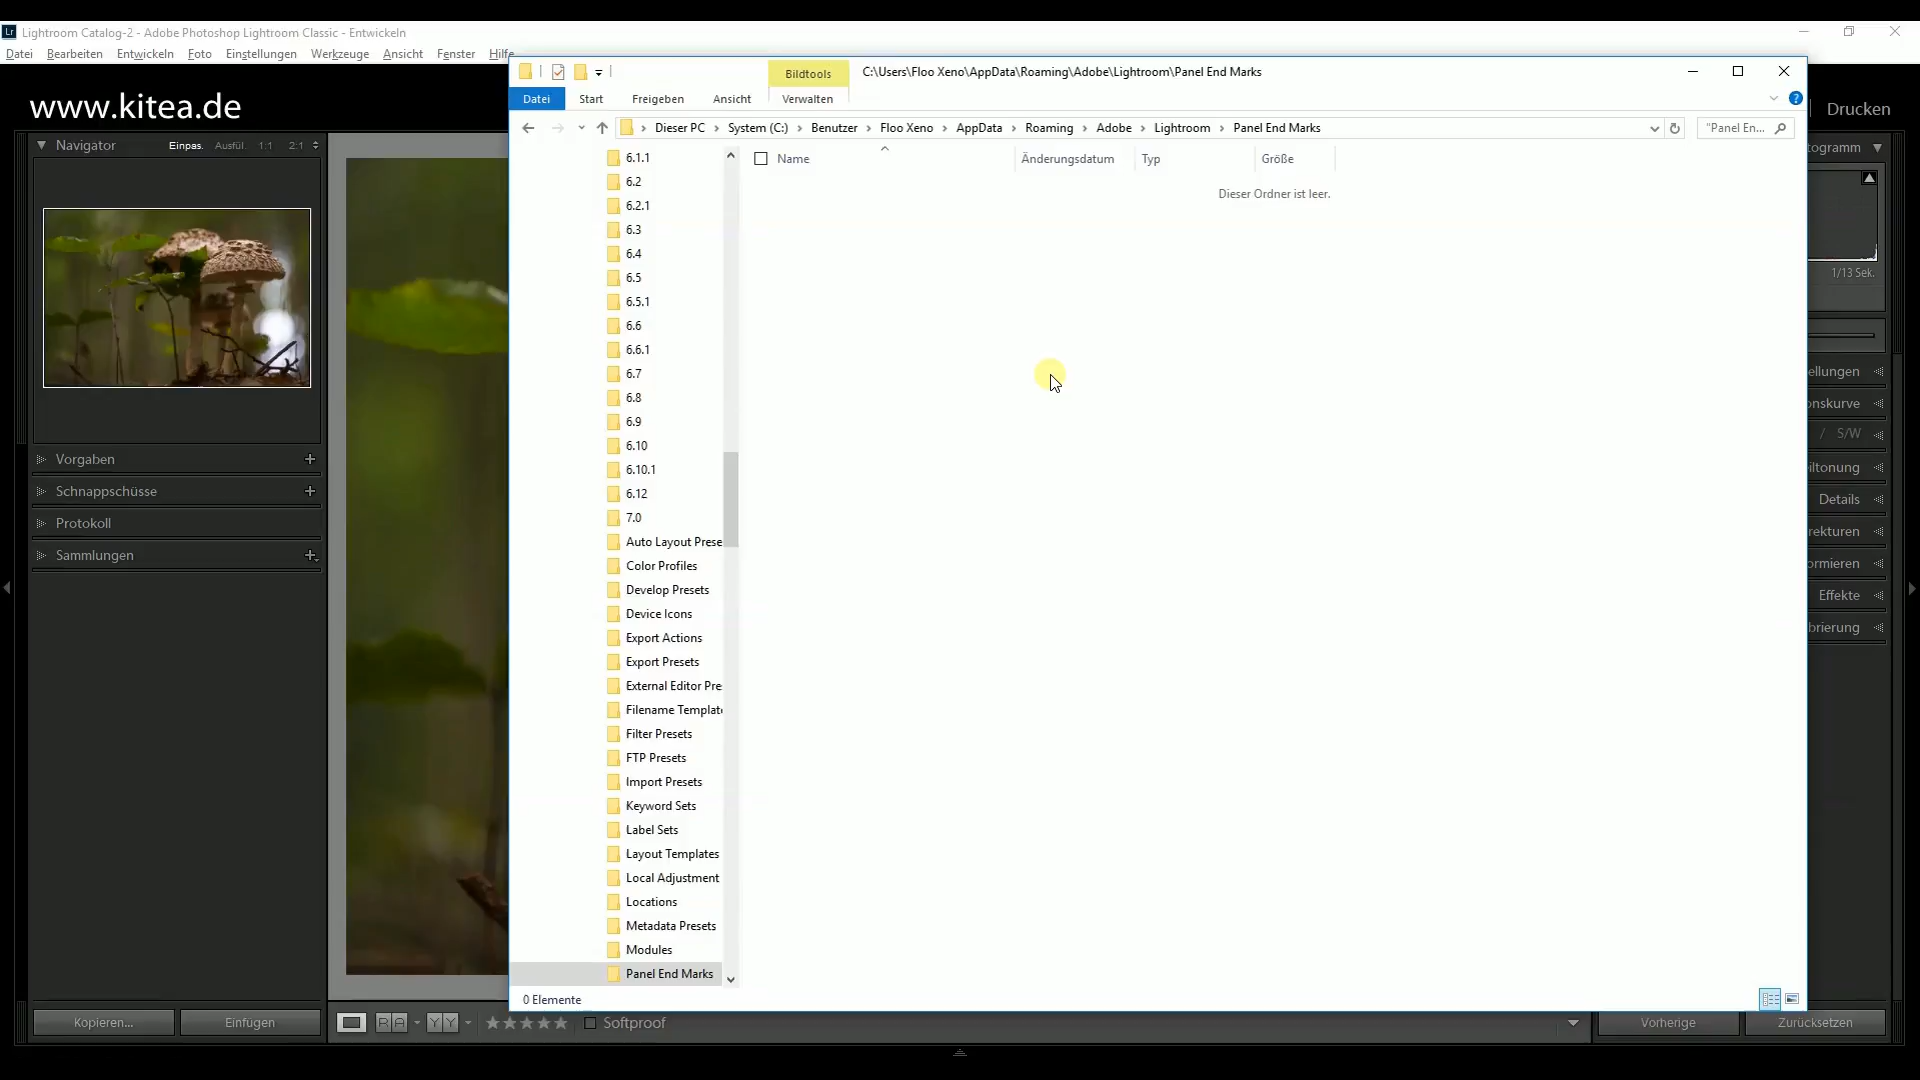 Lr Lightroom Catalog-2 - Adobe Photoshop Lightroom Classic - Entwickeln
Datei Bearbeiten Entwickeln Foto Einstellungen Werkzeuge Ansicht Fenster Hilfe
Bildtools C:\Users\Floo Xeno\AppData\Roaming\Adobe\Lightroom\Panel End Marks
Datei Start Freigeben Ansicht Verwalten
www.kitea.de
Drucken
Dieser PC System (C:) Benutzer Floo Xeno AppData Roaming Adobe Lightroom Panel End Marks "Panel En...
Navigator Einpas. Ausfül. 1:1 2:1
togramm
Name Änderungsdatum Typ Größe
Dieser Ordner ist leer.
1/13 Sek.
6.1.1
6.2
6.2.1
6.3
6.4
6.5
6.5.1
6.6
6.6.1
6.7
6.8
6.9
6.10
6.10.1
6.12
7.0
Auto Layout Prese
Color Profiles
Develop Presets
Device Icons
Export Actions
Export Presets
External Editor Pre
Filename Templat
Filter Presets
FTP Presets
Import Presets
Keyword Sets
Label Sets
Layout Templates
Local Adjustment
Locations
Metadata Presets
Modules
Panel End Marks
Vorgaben
Schnappschüsse
Protokoll
Sammlungen
ellungen
onskurve
/ S/W
eiltonung
Details
rekturen
ormieren
Effekte
brierung
0 Elemente
Kopieren... Einfügen R A Y Y Softproof Vorherige Zurücksetzen